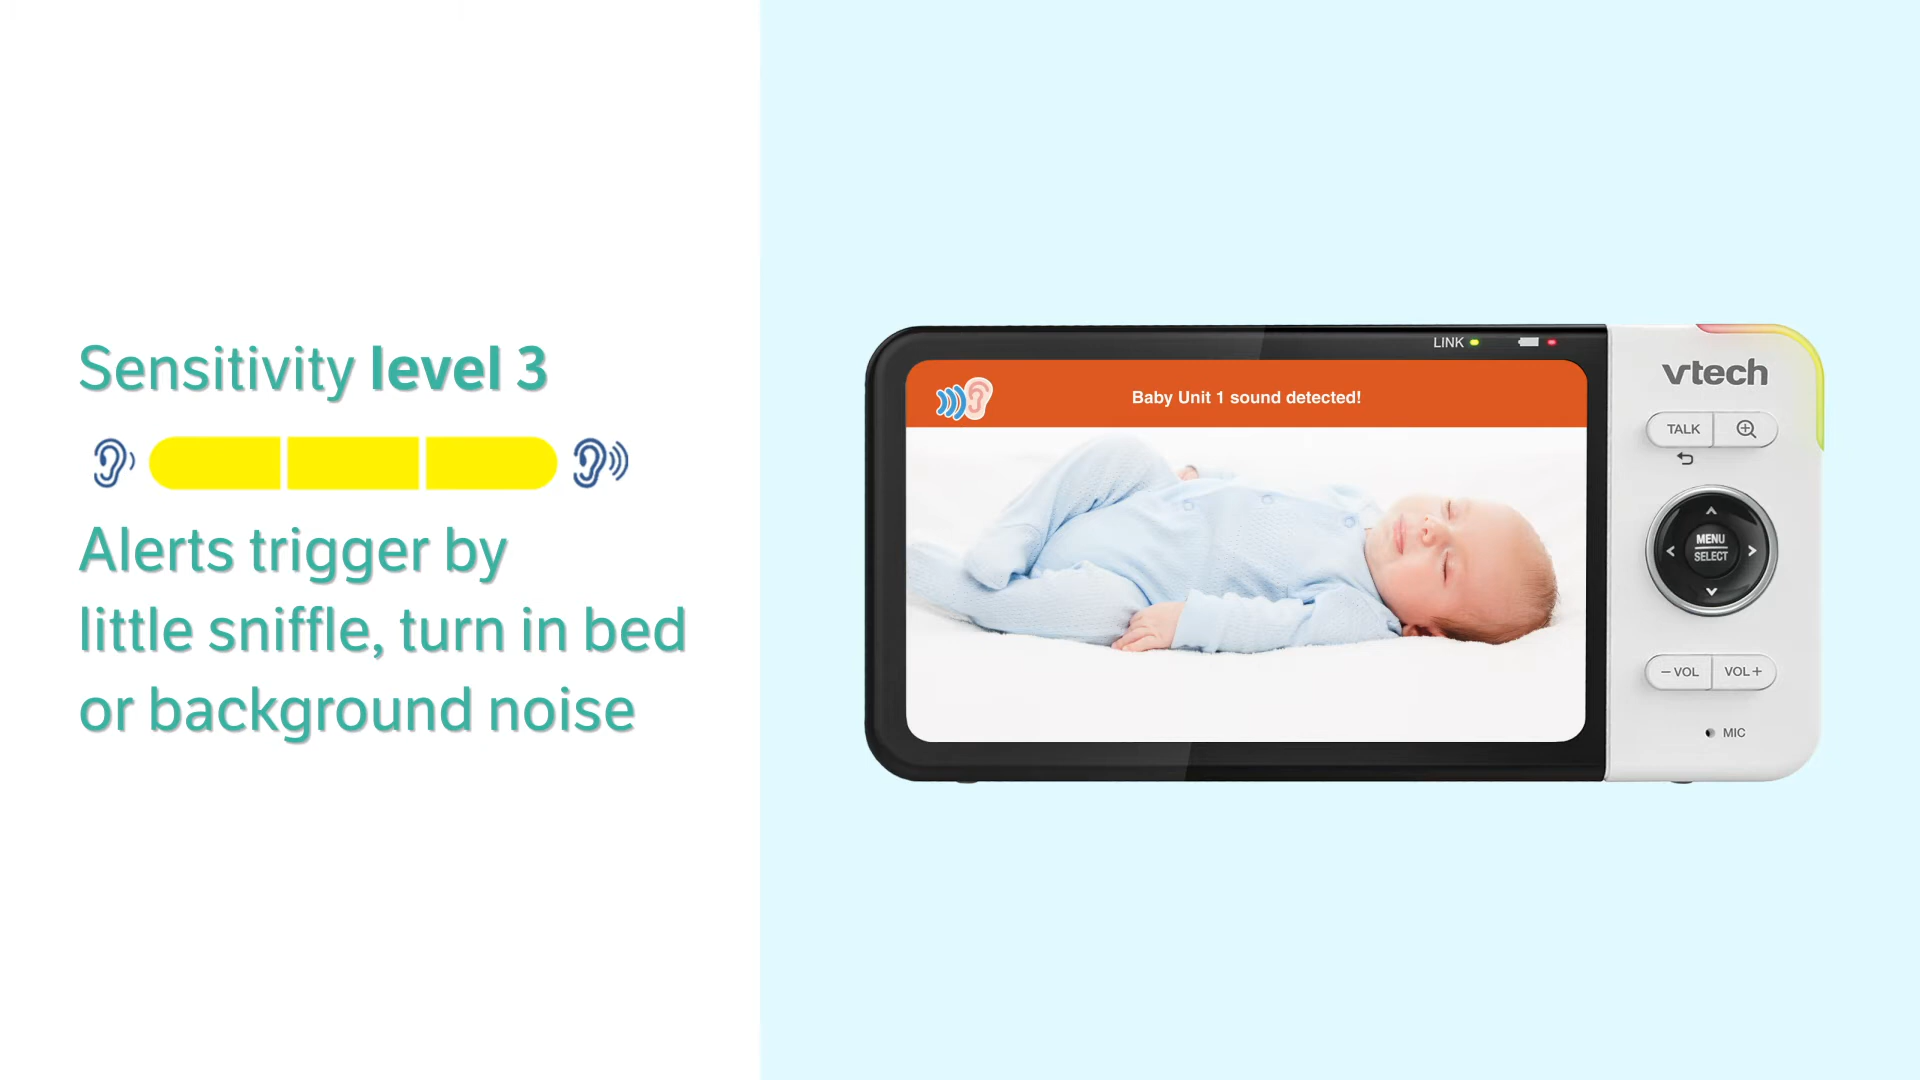 Sensitivity level 3
Alerts trigger by
little sniffle, turn in bed
or background noise
LINK
Baby Unit 1 sound detected!
vtech
TALK
MENU
SELECT
− VOL
VOL +
MIC